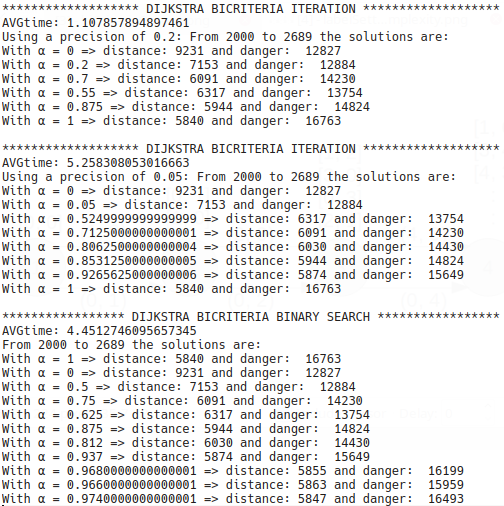 ******************* DIJKSTRA BICRITERIA ITERATION *******************
AVGtime: 1.107857894897461
Using a precision of 0.2: From 2000 to 2689 the solutions are:
With α = 0 => distance: 9231 and danger:  12827
With α = 0.2 => distance: 7153 and danger:  12884
With α = 0.7 => distance: 6091 and danger:  14230
With α = 0.55 => distance: 6317 and danger:  13754
With α = 0.875 => distance: 5944 and danger:  14824
With α = 1 => distance: 5840 and danger:  16763
******************* DIJKSTRA BICRITERIA ITERATION *******************
AVGtime: 5.258308053016663
Using a precision of 0.05: From 2000 to 2689 the solutions are:
With α = 0 => distance: 9231 and danger:  12827
With α = 0.05 => distance: 7153 and danger:  12884
With α = 0.5249999999999999 => distance: 6317 and danger:  13754
With α = 0.7125000000000001 => distance: 6091 and danger:  14230
With α = 0.8062500000000004 => distance: 6030 and danger:  14430
With α = 0.8531250000000005 => distance: 5944 and danger:  14824
With α = 0.9265625000000006 => distance: 5874 and danger:  15649
With α = 1 => distance: 5840 and danger:  16763
***************** DIJKSTRA BICRITERIA BINARY SEARCH *****************
AVGtime: 4.4512746095657345
From 2000 to 2689 the solutions are:
With α = 1 => distance: 5840 and danger:  16763
With α = 0 => distance: 9231 and danger:  12827
With α = 0.5 => distance: 7153 and danger:  12884
With α = 0.75 => distance: 6091 and danger:  14230
With α = 0.625 => distance: 6317 and danger:  13754
With α = 0.875 => distance: 5944 and danger:  14824
With α = 0.812 => distance: 6030 and danger:  14430
With α = 0.937 => distance: 5874 and danger:  15649
With α = 0.9680000000000001 => distance: 5855 and danger:  16199
With α = 0.9660000000000001 => distance: 5863 and danger:  15959
With α = 0.9740000000000001 => distance: 5847 and danger:  16493